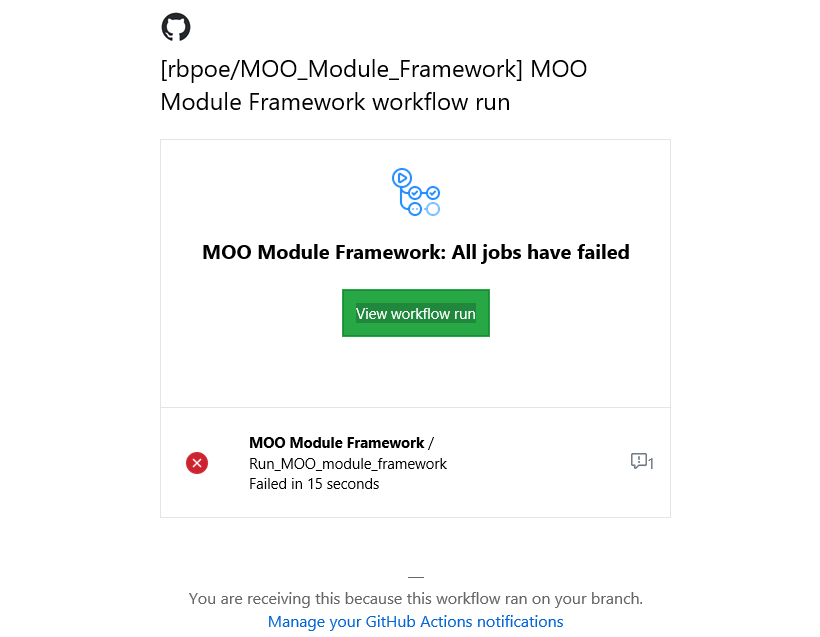 [rbpoe/MOO_Module_Framework] MOO
Module Framework workflow run
MOO Module Framework: All jobs have failed
View workflow run
MOO Module Framework /
Run_MOO_module_framework
Failed in 15 seconds
1
—
You are receiving this because this workflow ran on your branch.
Manage your GitHub Actions notifications